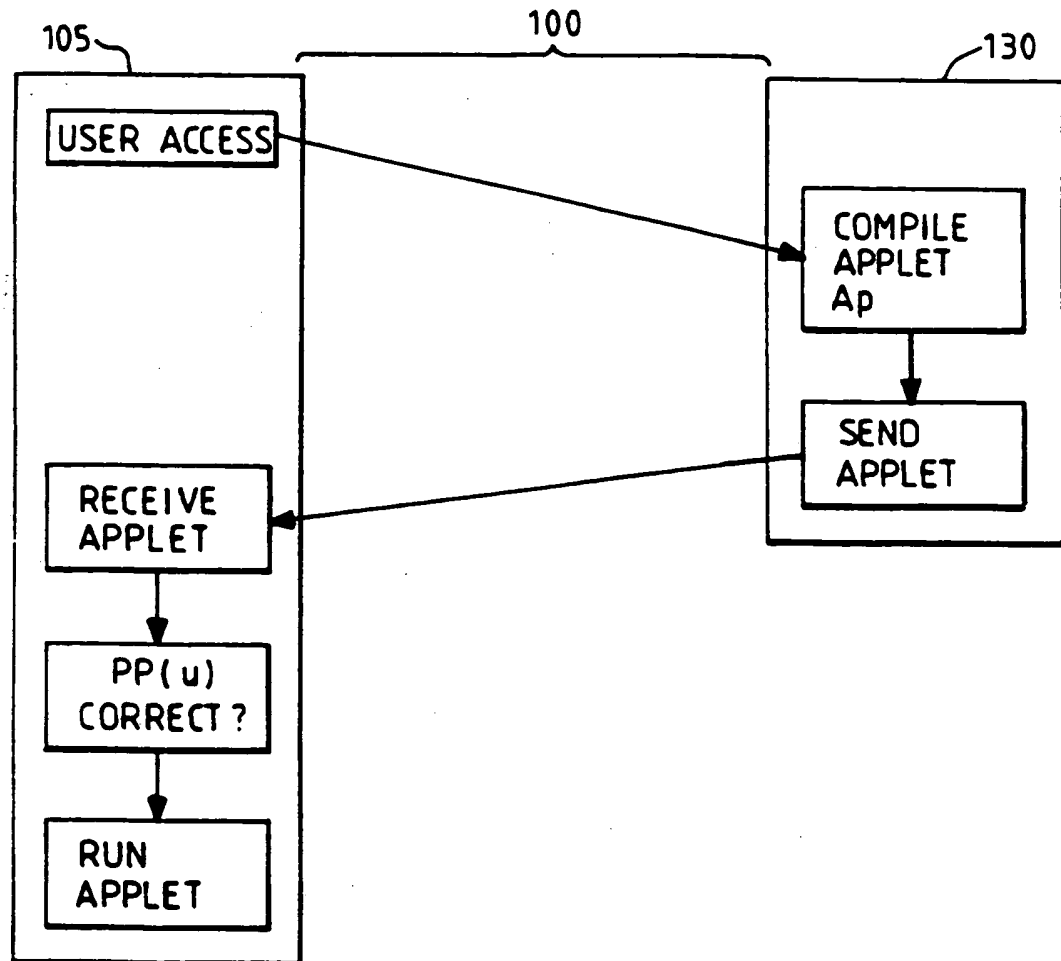 105
100
130
USER ACCESS
COMPILE
APPLET
Ap
SEND
APPLET
RECEIVE
APPLET
PP(u)
CORRECT?
RUN
APPLET